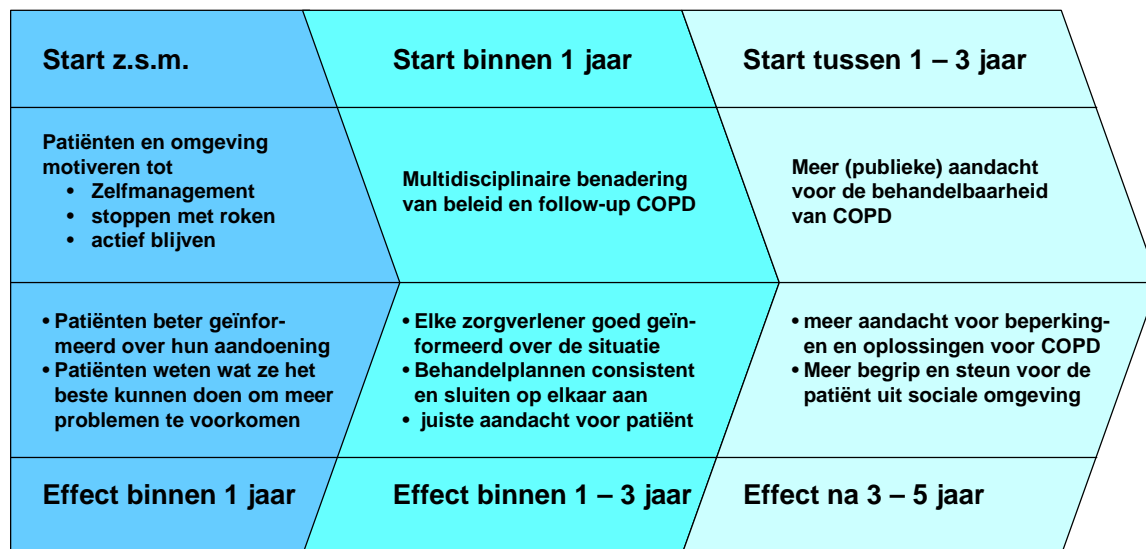 Start z.s.m.
Start binnen 1 jaar
Start tussen 1 – 3 jaar
Patiënten en omgeving
motiveren tot
• Zelfmanagement
• stoppen met roken
• actief blijven
Multidisciplinaire benadering
van beleid en follow-up COPD
Meer (publieke) aandacht
voor de behandelbaarheid
van COPD
• Patiënten beter geïnfor-
meerd over hun aandoening
• Patiënten weten wat ze het
beste kunnen doen om meer
problemen te voorkomen
• Elke zorgverlener goed geïn-
formeerd over de situatie
• Behandelplannen consistent
en sluiten op elkaar aan
• juiste aandacht voor patiënt
• meer aandacht voor beperking-
en en oplossingen voor COPD
• Meer begrip en steun voor de
patiënt uit sociale omgeving
Effect binnen 1 jaar
Effect binnen 1 – 3 jaar
Effect na 3 – 5 jaar